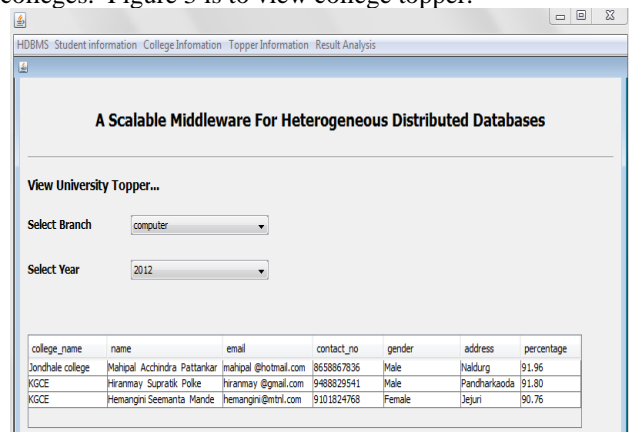 colleges. Figure 3 is to view college topper.
HDBMS Student information College Infomation Topper Information Result Analysis
A Scalable Middleware For Heterogeneous Distributed Databases
View University Topper...
Select Branch computer
Select Year 2012
college_name name email contact_no gender address percentage
Jondhale college Mahipal Acchindra Pattankar mahipal @hotmail.com 8658867836 Male Naldurg 91.96
KGCE Hiranmay Supratik Polke hiranmay @gmail.com 9488829541 Male Pandharkaoda 91.80
KGCE Hemangini Seemanta Mande hemangini@mtnl.com 9101824768 Female Jejuri 90.76